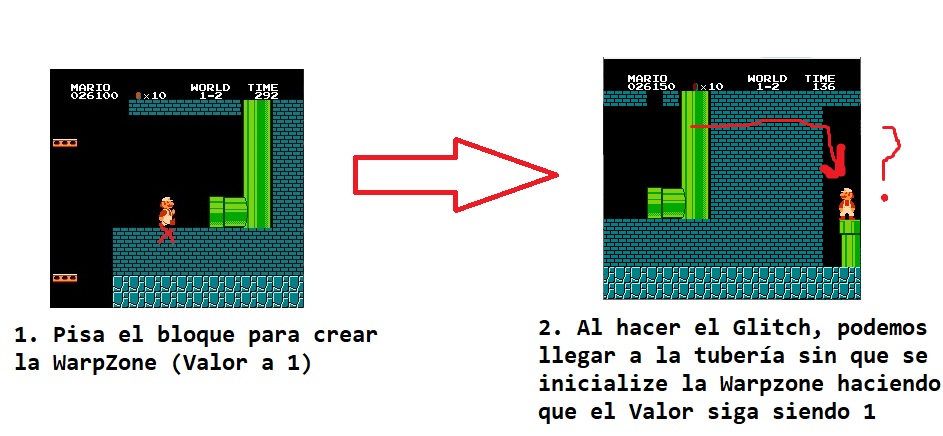 MARIO WORLD TIME
026100 x10 1-2 292
MARIO WORLD TIME
026150 x10 1-2 136
?
1. Pisa el bloque para crear
la WarpZone (Valor a 1)
2. Al hacer el Glitch, podemos
llegar a la tubería sin que se
inicialize la Warpzone haciendo
que el Valor siga siendo 1